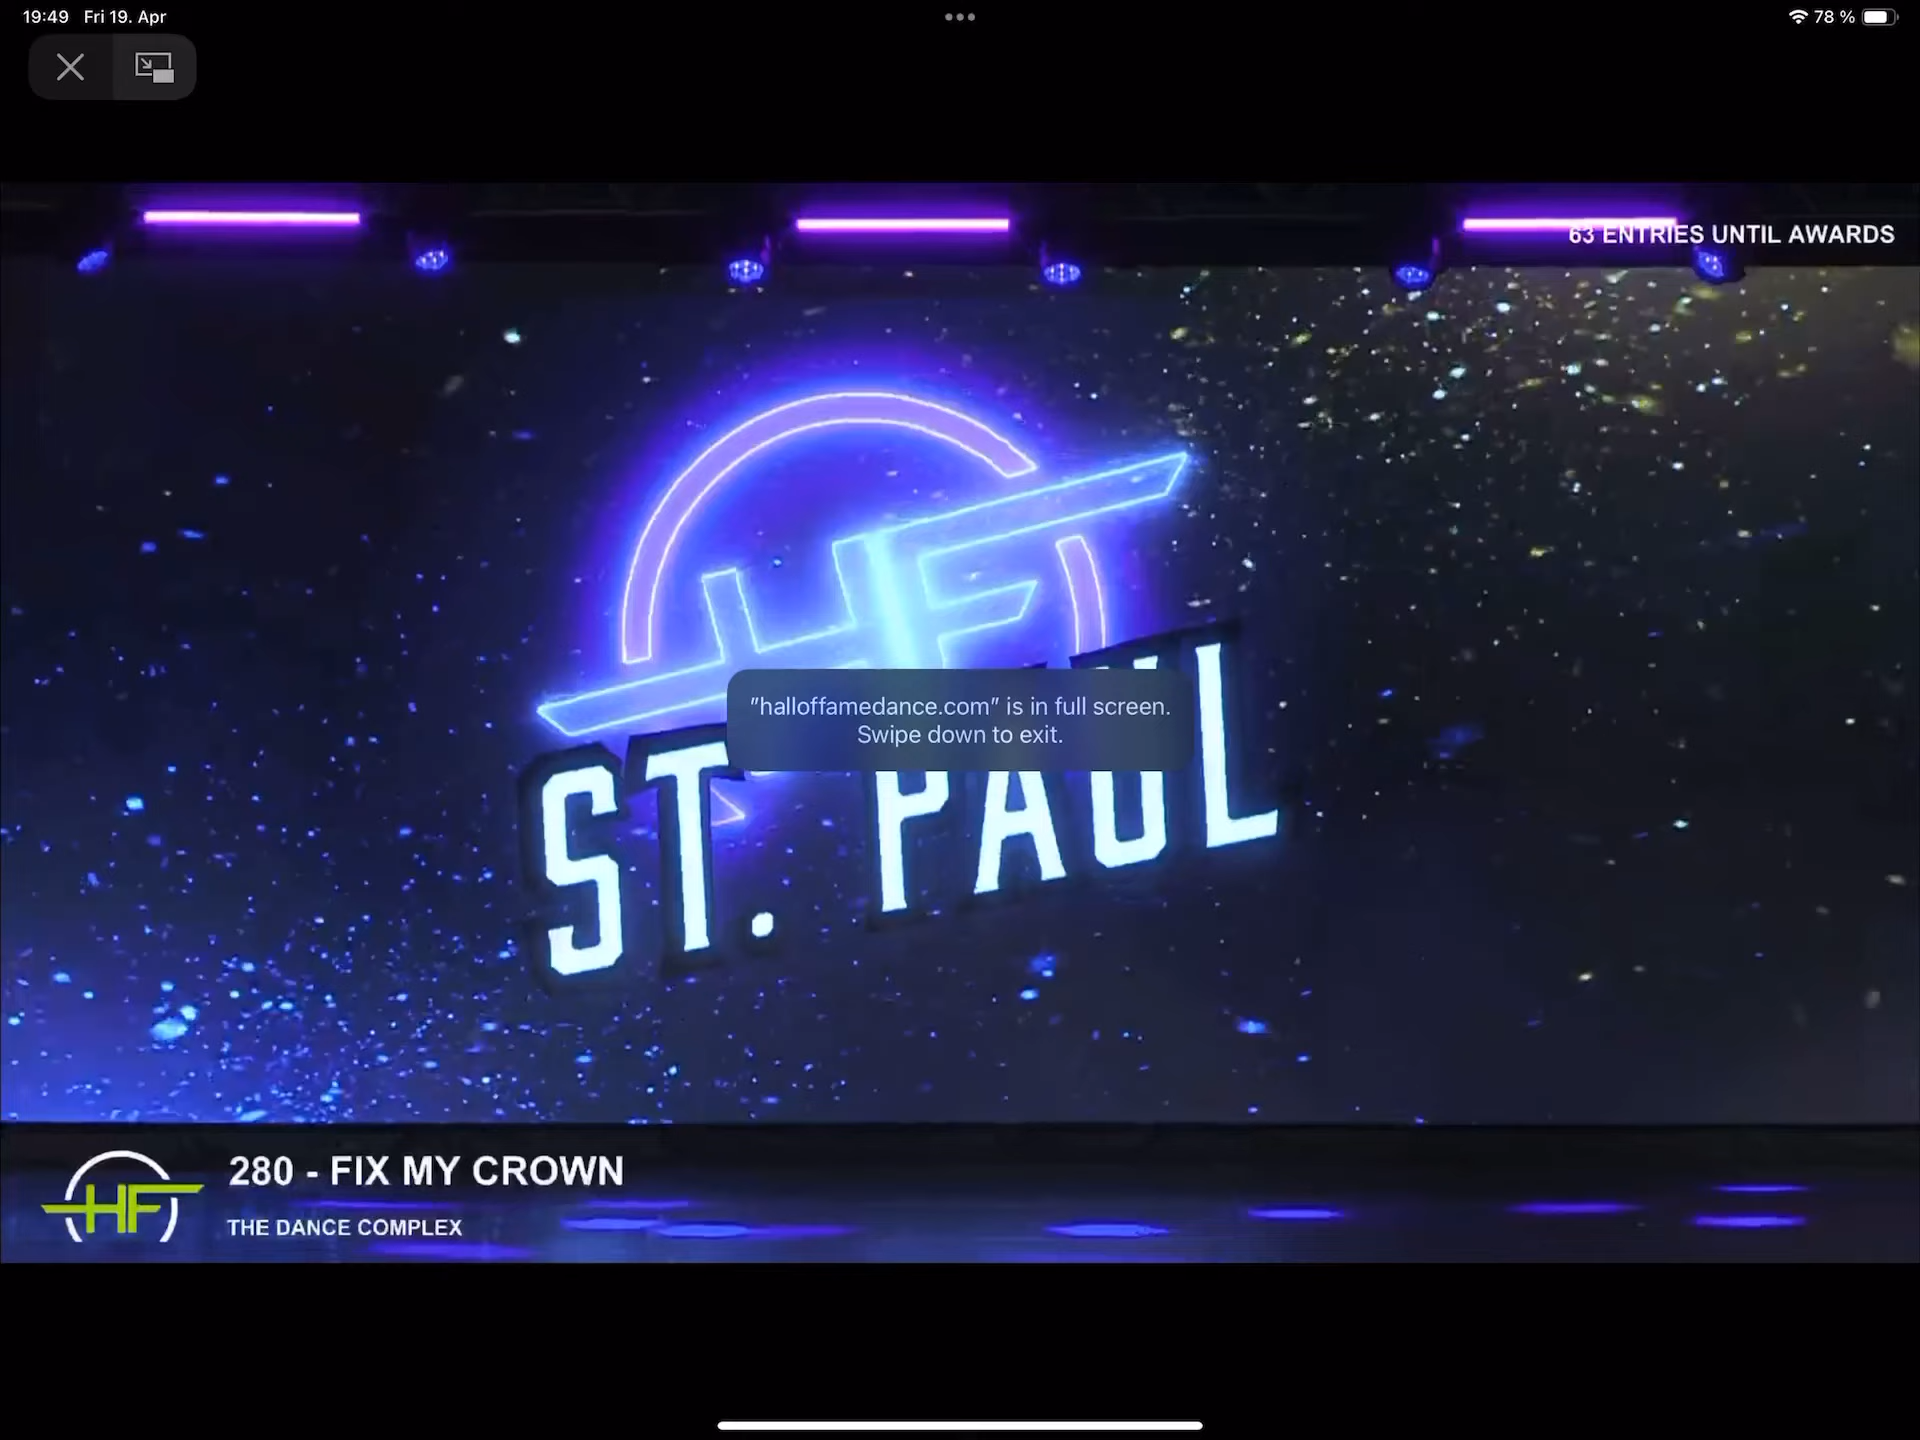 19:49 Fri 19. Apr
78 %
63 ENTRIES UNTIL AWARDS
HF
"halloffamedance.com" is in full screen.
Swipe down to exit.
ST. PAUL
HF
280 - FIX MY CROWN
THE DANCE COMPLEX